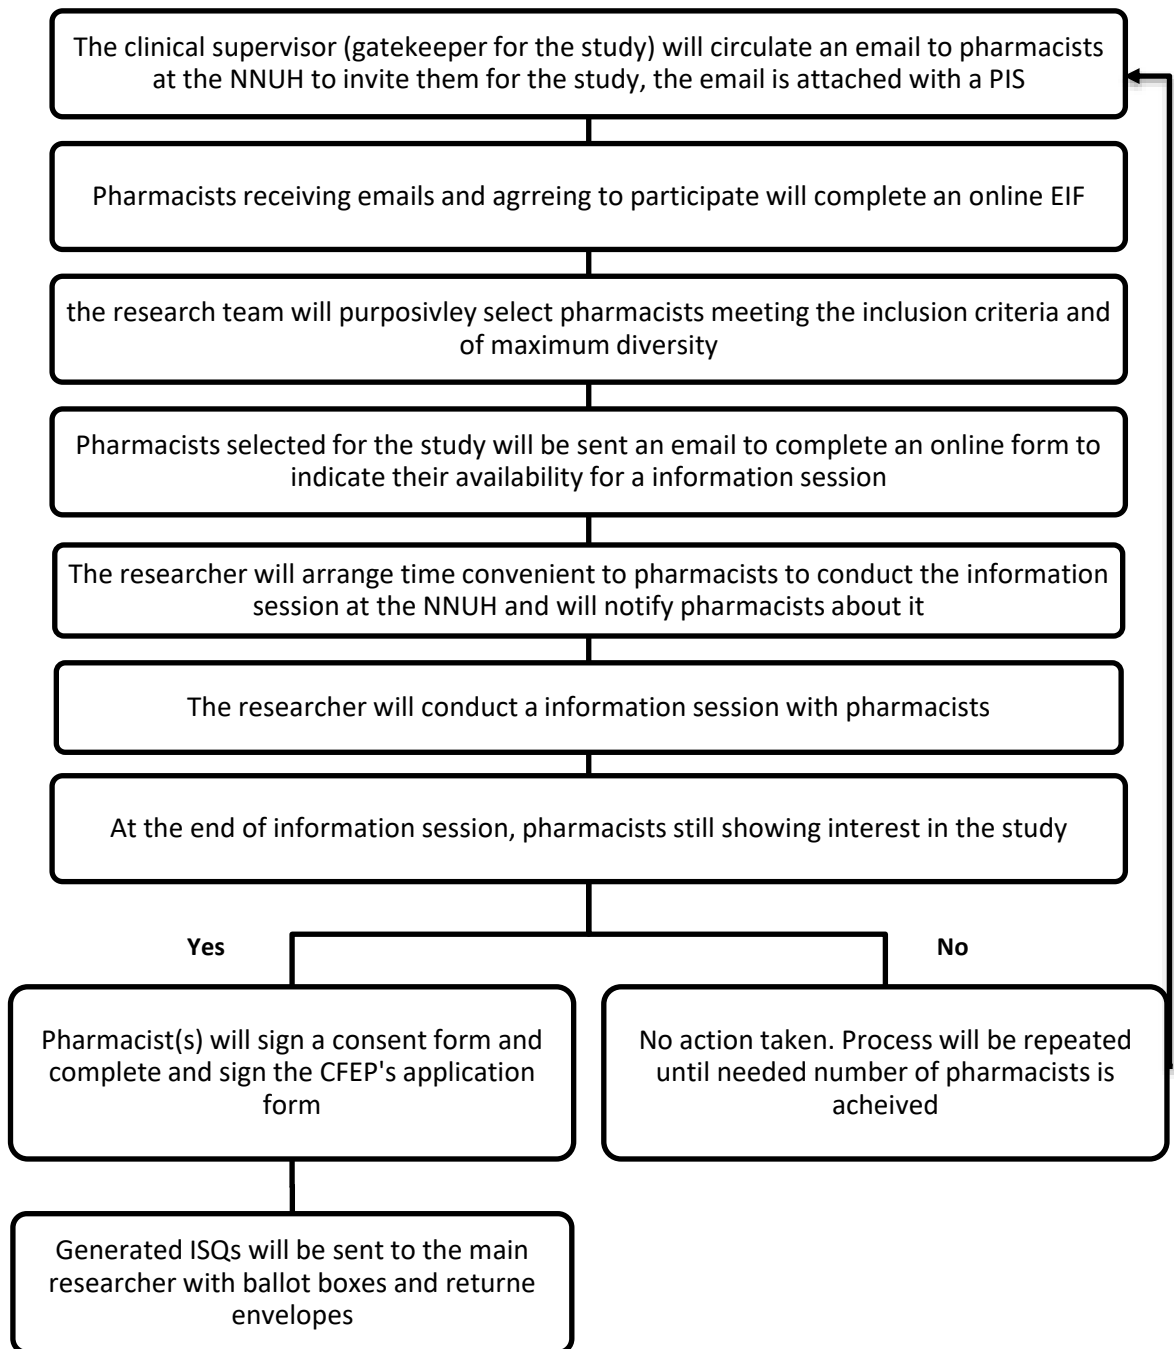 The clinical supervisor (gatekeeper for the study) will circulate an email to pharmacists
at the NNUH to invite them for the study, the email is attached with a PIS
Pharmacists receiving emails and agrreing to participate will complete an online EIF
the research team will purposivley select pharmacists meeting the inclusion criteria and
of maximum diversity
Pharmacists selected for the study will be sent an email to complete an online form to
indicate their availability for a information session
The researcher will arrange time convenient to pharmacists to conduct the information
session at the NNUH and will notify pharmacists about it
The researcher will conduct a information session with pharmacists
At the end of information session, pharmacists still showing interest in the study
Yes
No
Pharmacist(s) will sign a consent form and
complete and sign the CFEP's application
form
No action taken. Process will be repeated
until needed number of pharmacists is
acheived
Generated ISQs will be sent to the main
researcher with ballot boxes and returne
envelopes